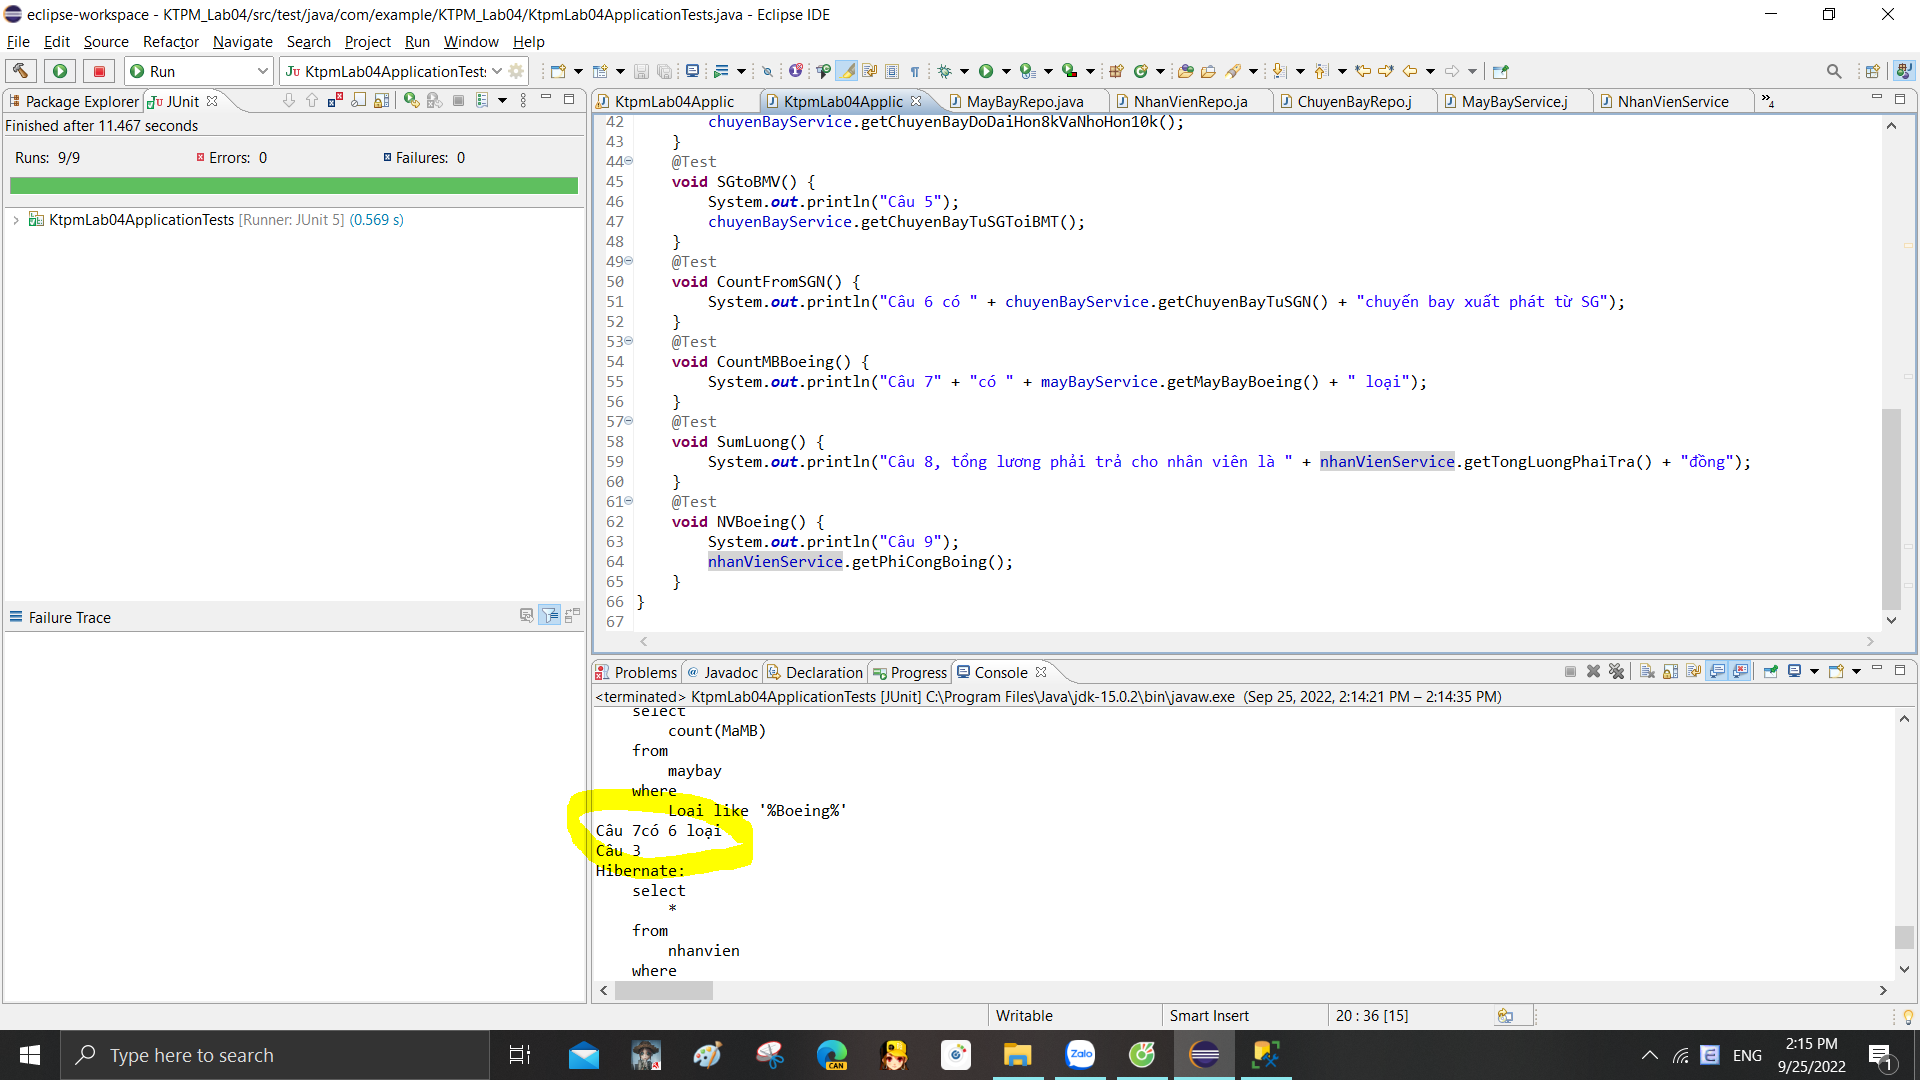 eclipse-workspace - KTPM_Lab04/src/test/java/com/example/KTPM_Lab04/KtpmLab04ApplicationTests.java - Eclipse IDE
File Edit Source Refactor Navigate Search Project Run Window Help
Run
KtpmLab04ApplicationTests
Package Explorer
JUnit
Finished after 11.467 seconds
Runs: 9/9
Errors: 0
Failures: 0
KtpmLab04ApplicationTests [Runner: JUnit 5] (0.569 s)
Failure Trace
KtpmLab04Applic
KtpmLab04Applic
MayBayRepo.java
NhanVienRepo.ja
ChuyenBayRepo.j
MayBayService.j
NhanVienService
»4
42 chuyenBayService.getChuyenBayDoDaiHon8kVaNhoHon10k();
43 }
44 @Test
45 void SGtoBMV() {
46 System.out.println("Câu 5");
47 chuyenBayService.getChuyenBayTuSGToiBMT();
48 }
49 @Test
50 void CountFromSGN() {
51 System.out.println("Câu 6 có " + chuyenBayService.getChuyenBayTuSGN() + "chuyến bay xuất phát từ SG");
52 }
53 @Test
54 void CountMBBoeing() {
55 System.out.println("Câu 7" + "có " + mayBayService.getMayBayBoeing() + " loại");
56 }
57 @Test
58 void SumLuong() {
59 System.out.println("Câu 8, tổng lương phải trả cho nhân viên là " + nhanVienService.getTongLuongPhaiTra() + "đồng");
60 }
61 @Test
62 void NVBoeing() {
63 System.out.println("Câu 9");
64 nhanVienService.getPhiCongBoing();
65 }
66 }
67
Problems
Javadoc
Declaration
Progress
Console
<terminated> KtpmLab04ApplicationTests [JUnit] C:\Program Files\Java\jdk-15.0.2\bin\javaw.exe (Sep 25, 2022, 2:14:21 PM – 2:14:35 PM)
select
count(MaMB)
from
maybay
where
Loai like '%Boeing%'
Câu 7có 6 loại
Câu 3
Hibernate:
select
*
from
nhanvien
where
Writable
Smart Insert
20 : 36 [15]
Type here to search
CAN
Zalo
ENG
2:15 PM
9/25/2022
1